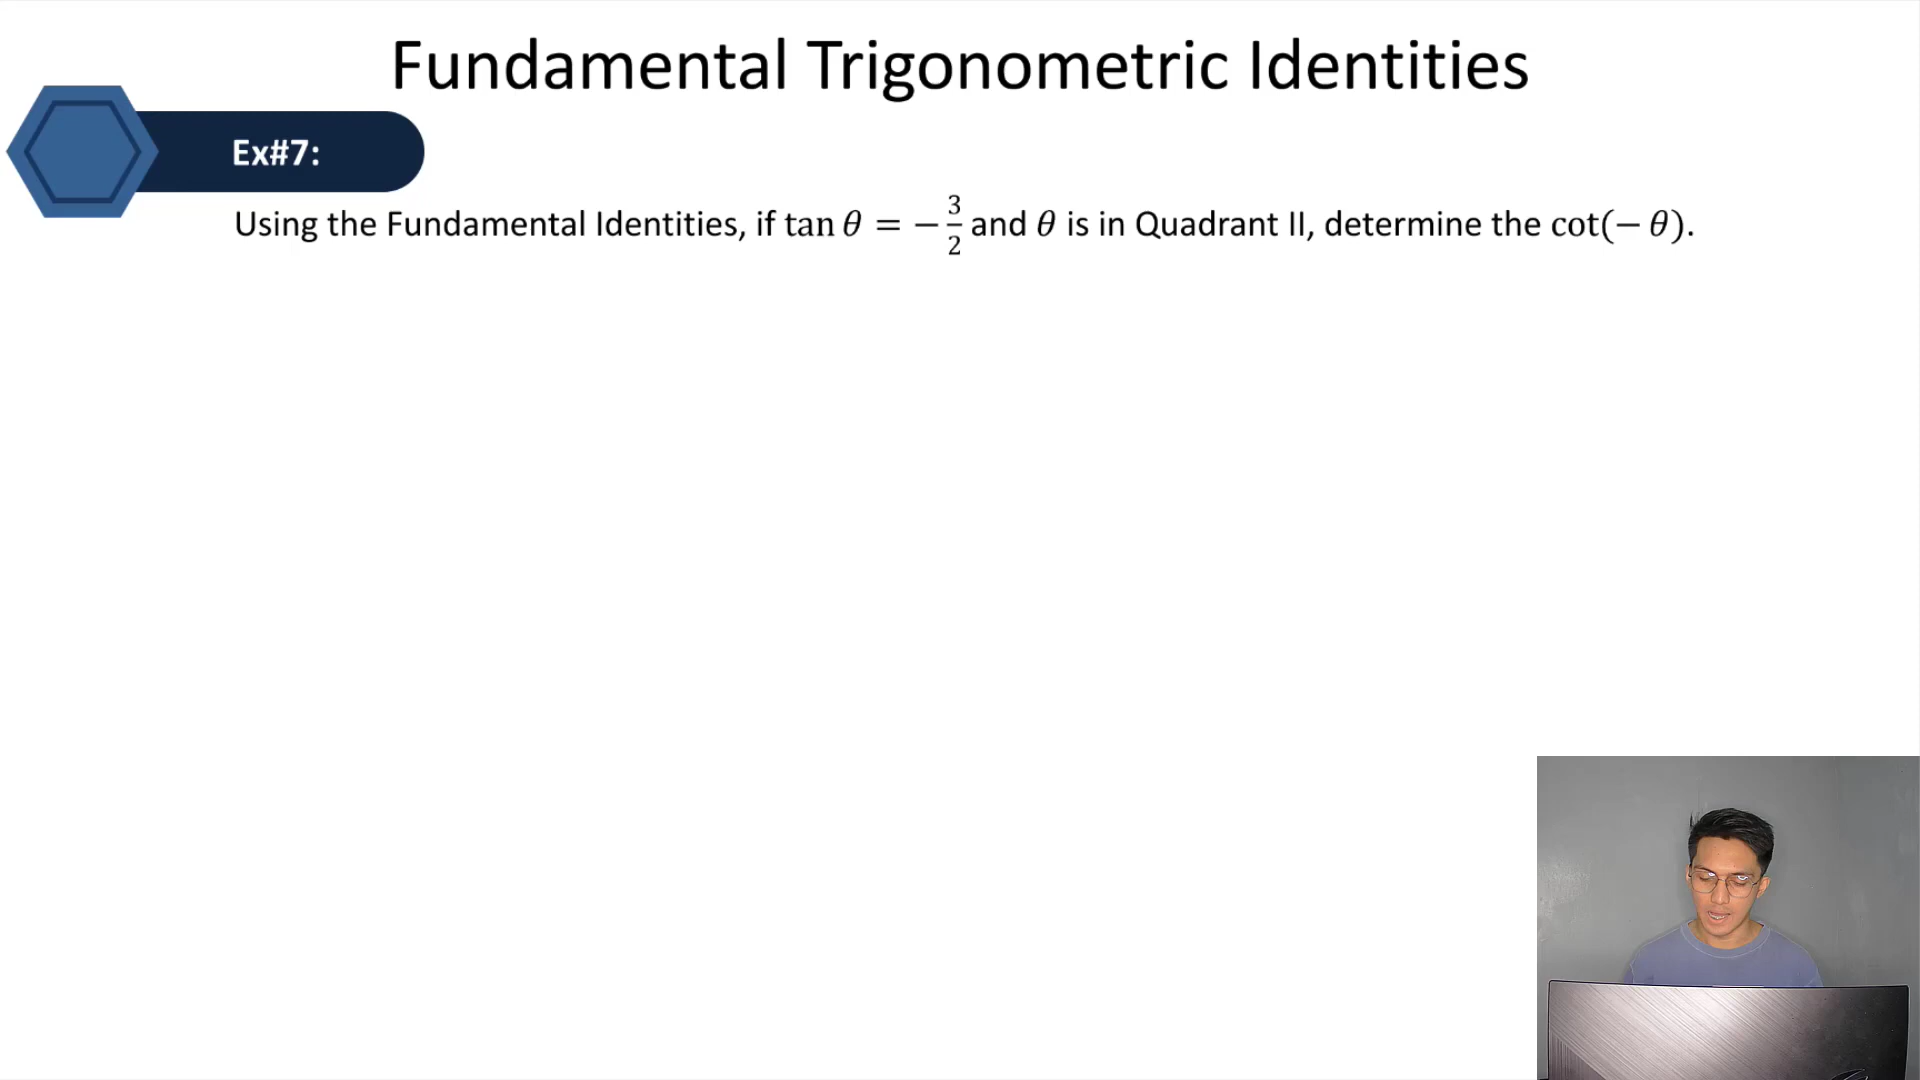 Fundamental Trigonometric Identities
Ex#7:
Using the Fundamental Identities, if tan θ = −3/2 and θ is in Quadrant II, determine the cot(− θ).